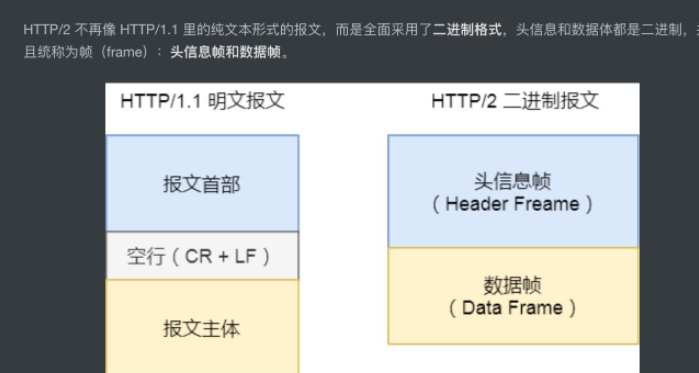 HTTP/2 不再像 HTTP/1.1 里的纯文本形式的报文，而是全面采用了二进制格式，头信息和数据体都是二进制，
且统称为帧（frame）：头信息帧和数据帧。
HTTP/1.1 明文报文
HTTP/2 二进制报文
报文首部
头信息帧
（ Header Freame ）
空行（ CR + LF ）
数据帧
（ Data Frame ）
报文主体